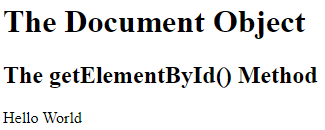 The Document Object
The getElementById() Method
Hello World